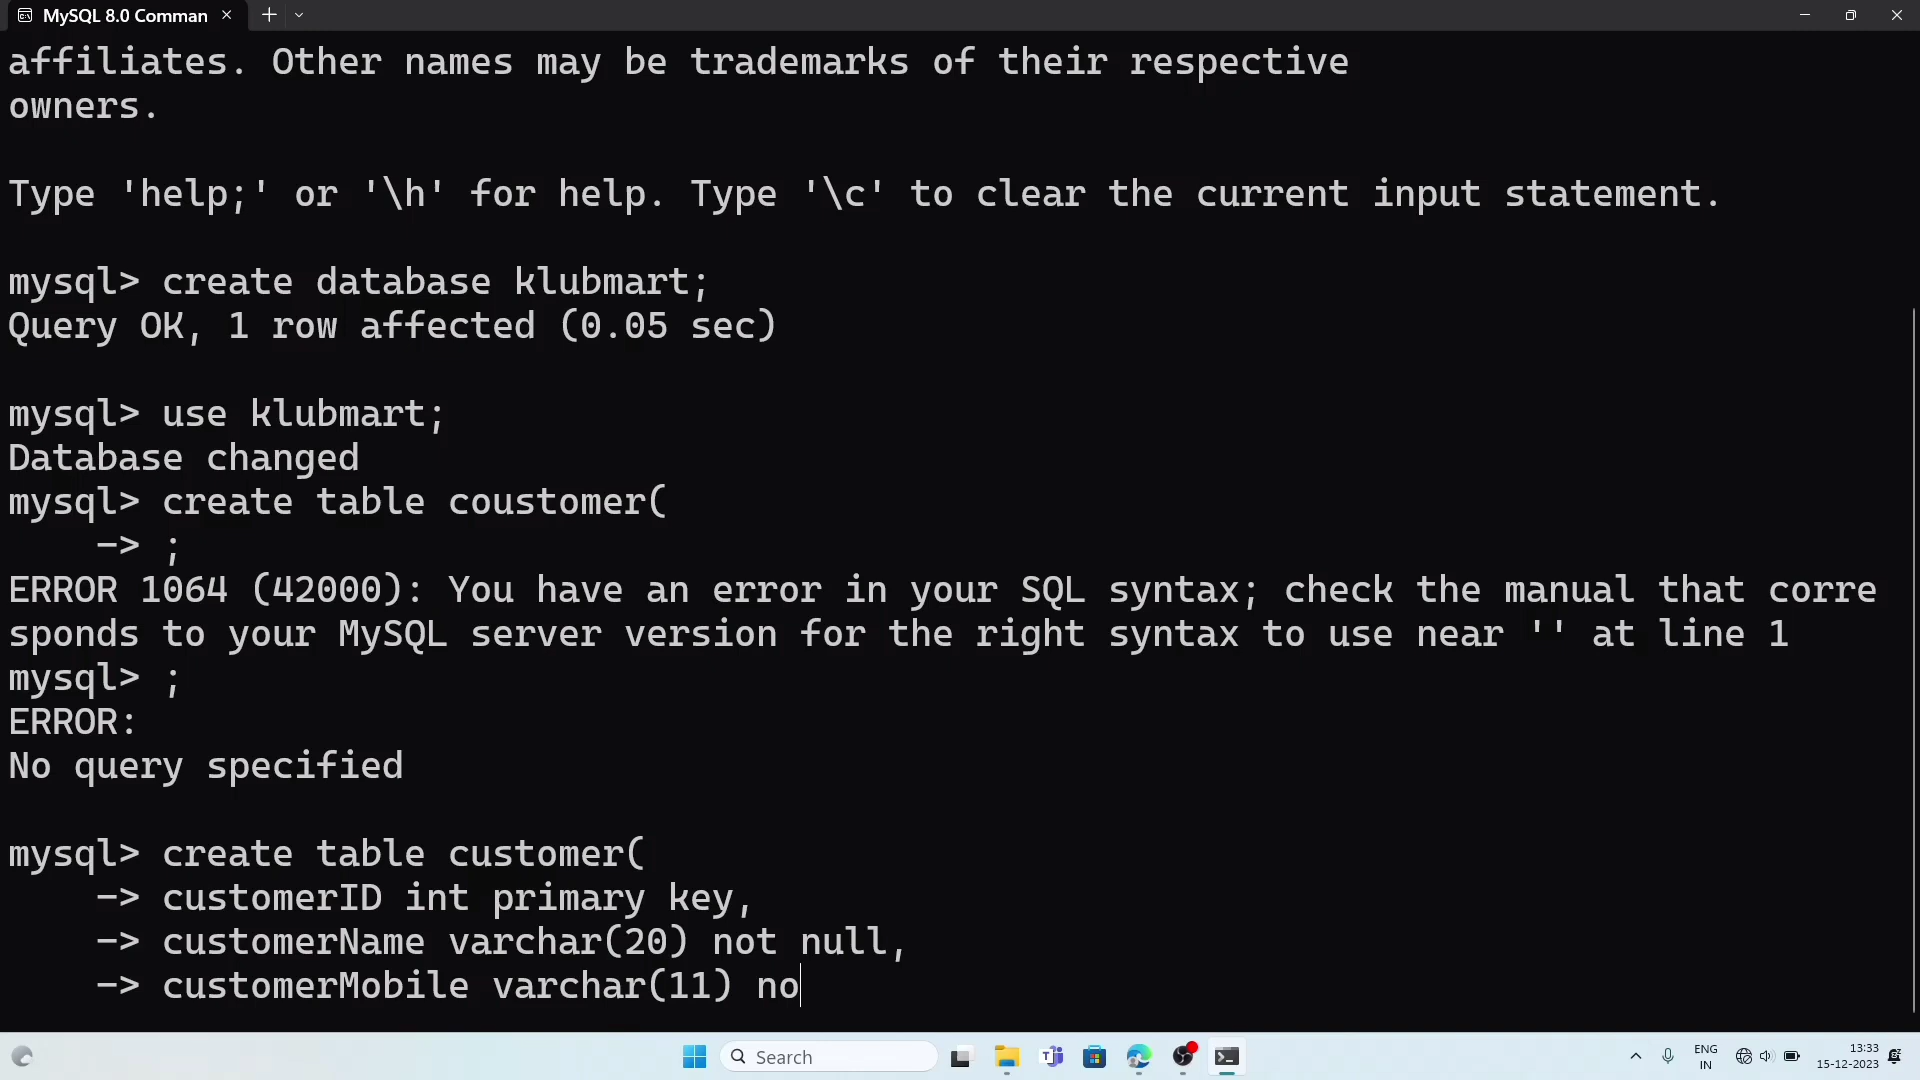 MySQL 8.0 Comman
affiliates. Other names may be trademarks of their respective
owners.
Type 'help;' or '\h' for help. Type '\c' to clear the current input statement.
mysql> create database klubmart;
Query OK, 1 row affected (0.05 sec)
mysql> use klubmart;
Database changed
mysql> create table coustomer(
    -> ;
ERROR 1064 (42000): You have an error in your SQL syntax; check the manual that corre
sponds to your MySQL server version for the right syntax to use near '' at line 1
mysql> ;
ERROR:
No query specified
mysql> create table customer(
    -> customerID int primary key,
    -> customerName varchar(20) not null,
    -> customerMobile varchar(11) no
Search
ENG
IN
13:33
15-12-2023